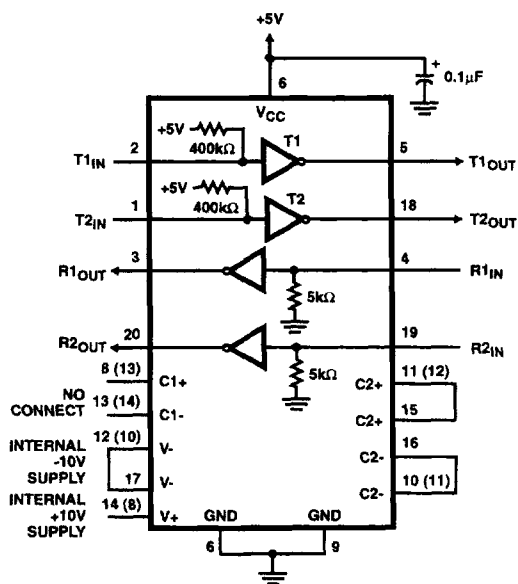 +5V
+
0.1µF
6
VCC
+5V
400kΩ
T1
T1IN
2
5
T1OUT
+5V
400kΩ
T2
T2IN
1
18
T2OUT
R1OUT
3
4
R1IN
5kΩ
R2OUT
20
19
R2IN
5kΩ
8 (13)
C1+
11 (12)
C2+
NO
CONNECT
13 (14)
C1-
15
C2+
INTERNAL
-10V
SUPPLY
12 (10)
V-
16
C2-
17
V-
10 (11)
C2-
INTERNAL
+10V
SUPPLY
14 (8)
V+
GND
GND
6
9